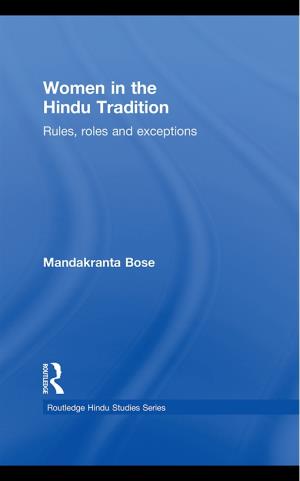 Women in the
Hindu Tradition
Rules, roles and exceptions
Mandakranta Bose
ROUTLEDGE
Routledge Hindu Studies Series